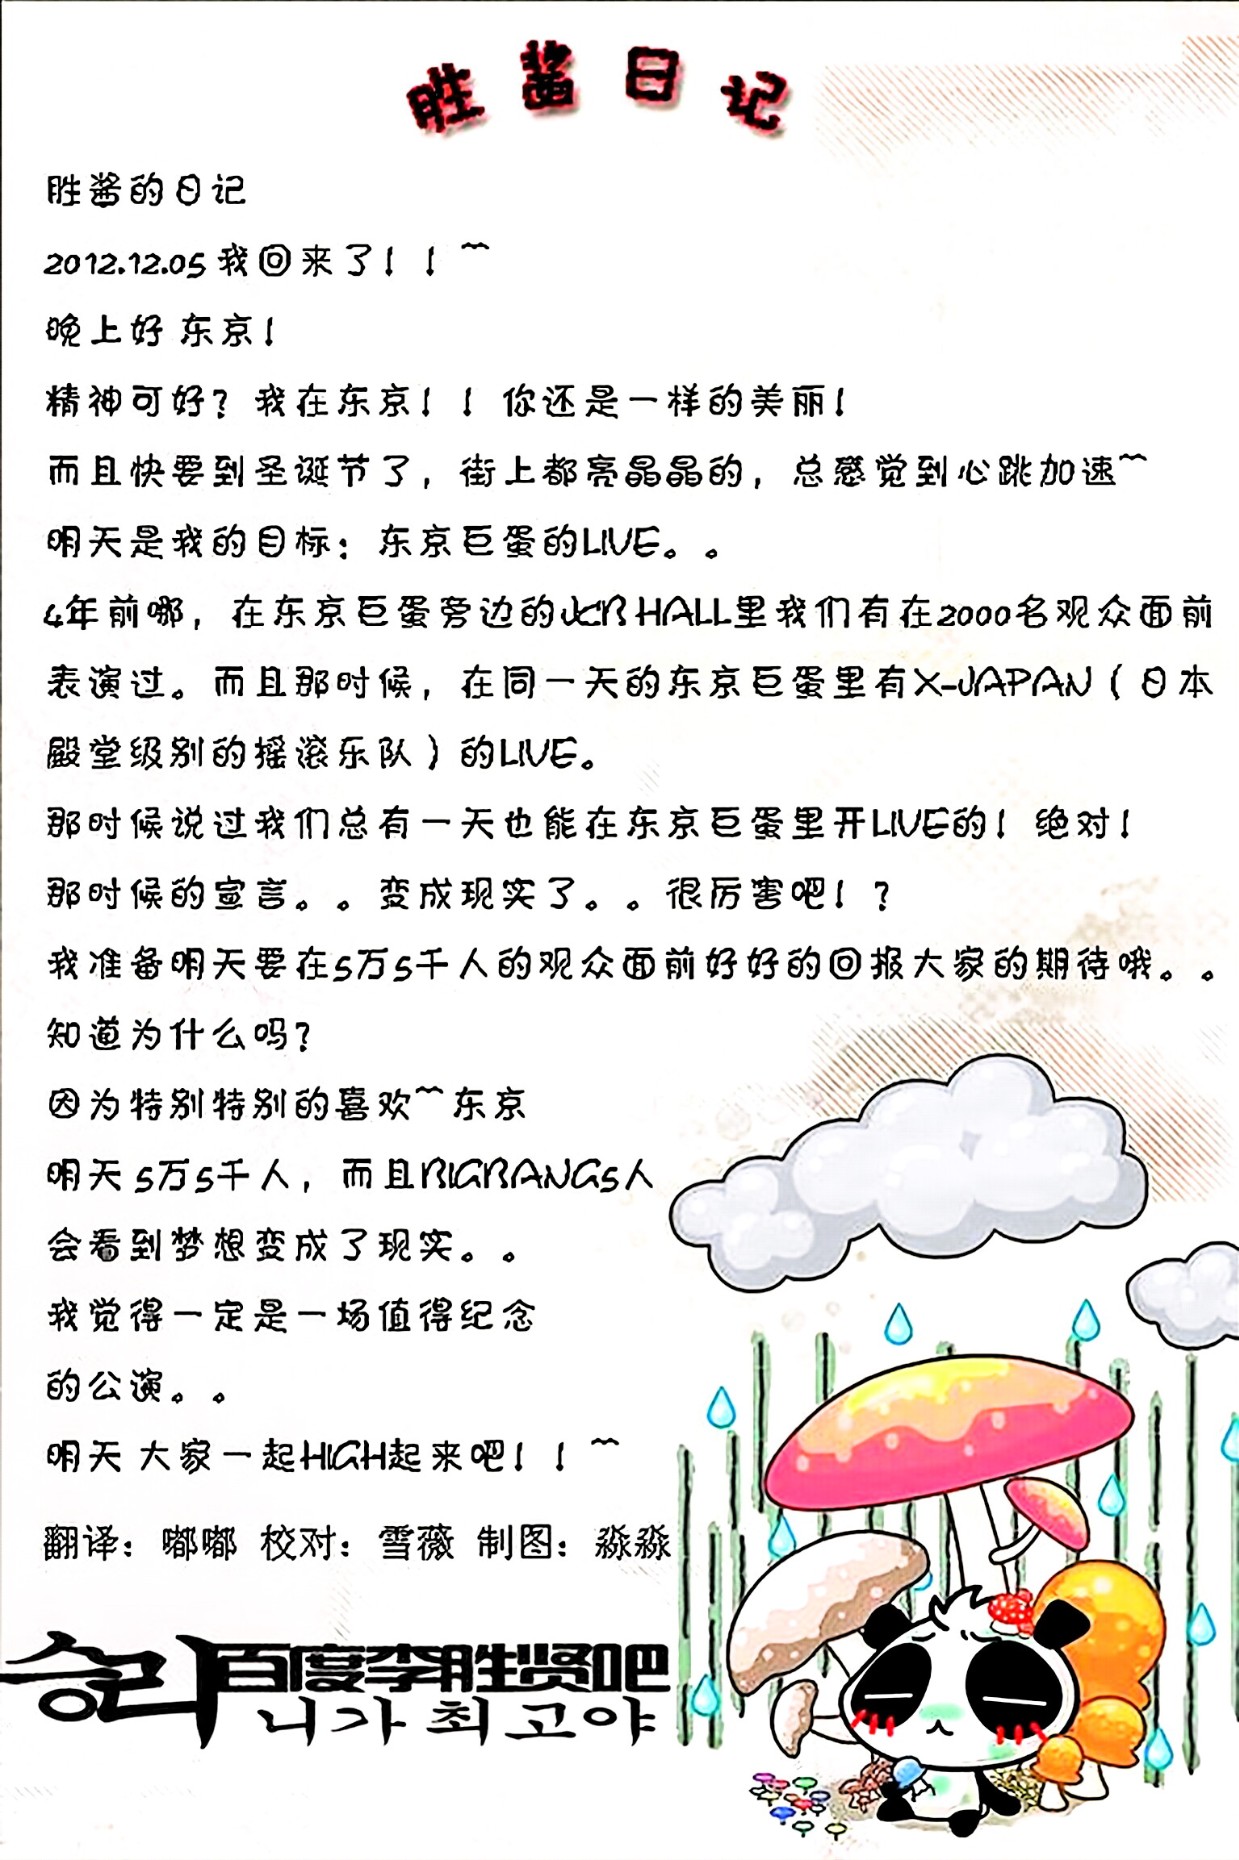 胜酱日记
胜酱的日记
2012.12.05 我回来了！！~
晚上好 东京！
精神可好？我在东京！！你还是一样的美丽！
而且快要到圣诞节了，街上都亮晶晶的，总感觉到心跳加速~
明天是我的目标：东京巨蛋的LIVE。。
4年前哪，在东京巨蛋旁边的JCB HALL里我们有在2000名观众面前
表演过。而且那时候，在同一天的东京巨蛋里有X-JAPAN（日本
殿堂级别的摇滚乐队）的LIVE。
那时候说过我们总有一天也能在东京巨蛋里开LIVE的！绝对！
那时候的宣言。。变成现实了。。很厉害吧！？
我准备明天要在5万5千人的观众面前好好的回报大家的期待哦。。
知道为什么吗？
因为特别特别的喜欢~东京
明天 5万5千人，而且BIGBANG5人
会看到梦想变成了现实。。
我觉得一定是一场值得纪念
的公演。。
明天 大家一起HIGH起来吧！！~
翻译：嘟嘟 校对：雪薇 制图：淼淼
승리 百度李胜贤吧
니가 최고야